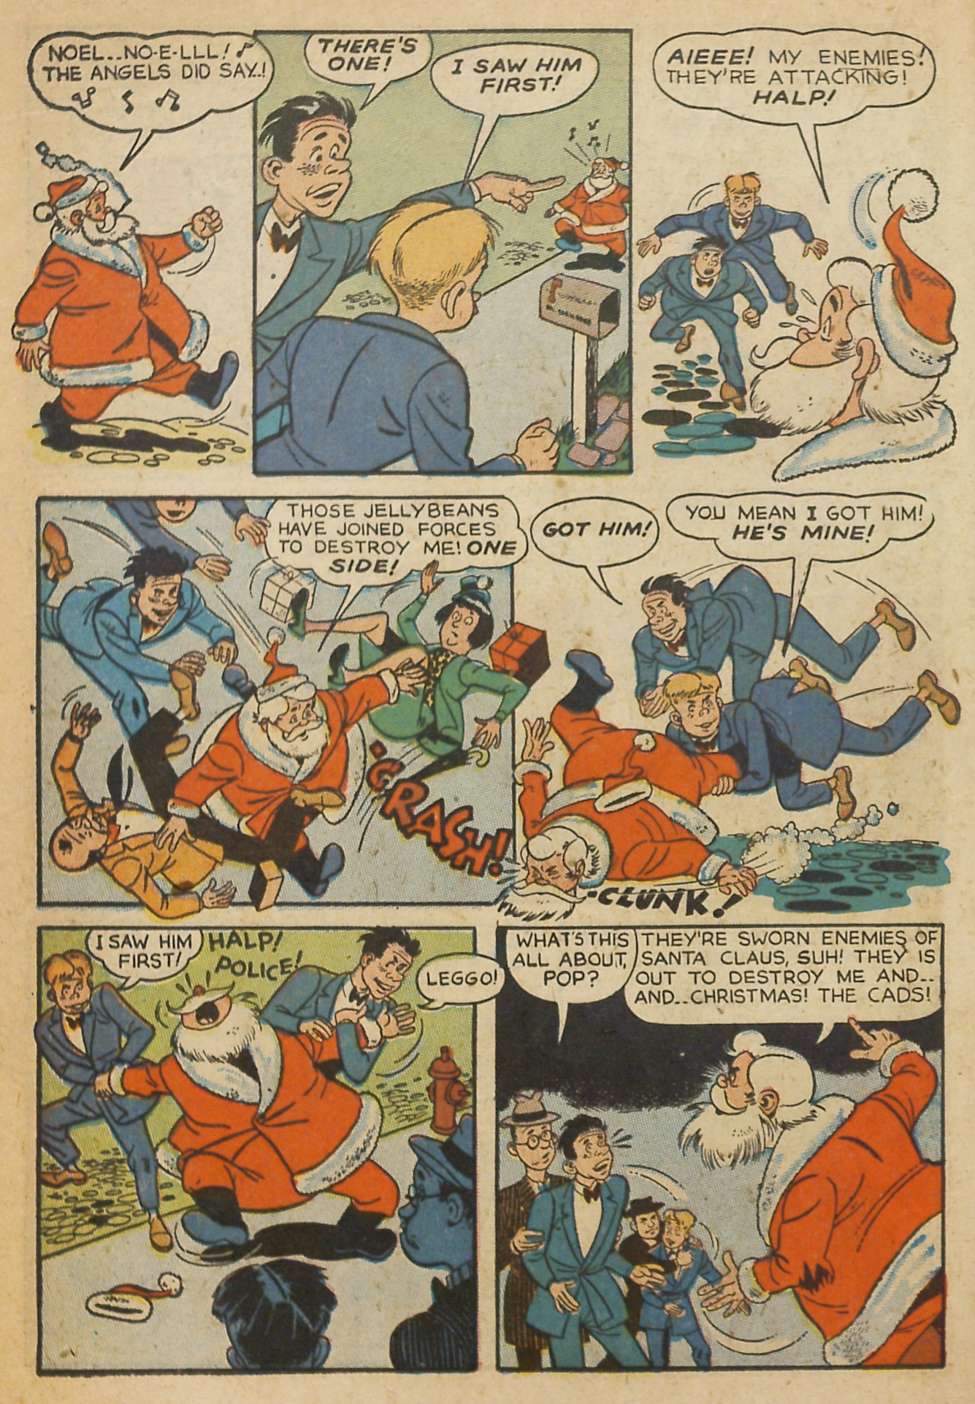 NOEL..NO-E-LLL!
THE ANGELS DID SAY..!
THERE'S
ONE!
I SAW HIM
FIRST!
AIEEE! MY ENEMIES!
THEY'RE ATTACKING!
HALP!
THOSE JELLYBEANS
HAVE JOINED FORCES
TO DESTROY ME! ONE
SIDE!
CRASH!
GOT HIM!
YOU MEAN I GOT HIM!
HE'S MINE!
-CLUNK!
I SAW HIM
FIRST!
HALP!
POLICE!
LEGGO!
WHAT'S THIS
ALL ABOUT,
POP?
THEY'RE SWORN ENEMIES OF
SANTA CLAUS, SUH! THEY IS
OUT TO DESTROY ME AND..
AND..CHRISTMAS! THE CADS!